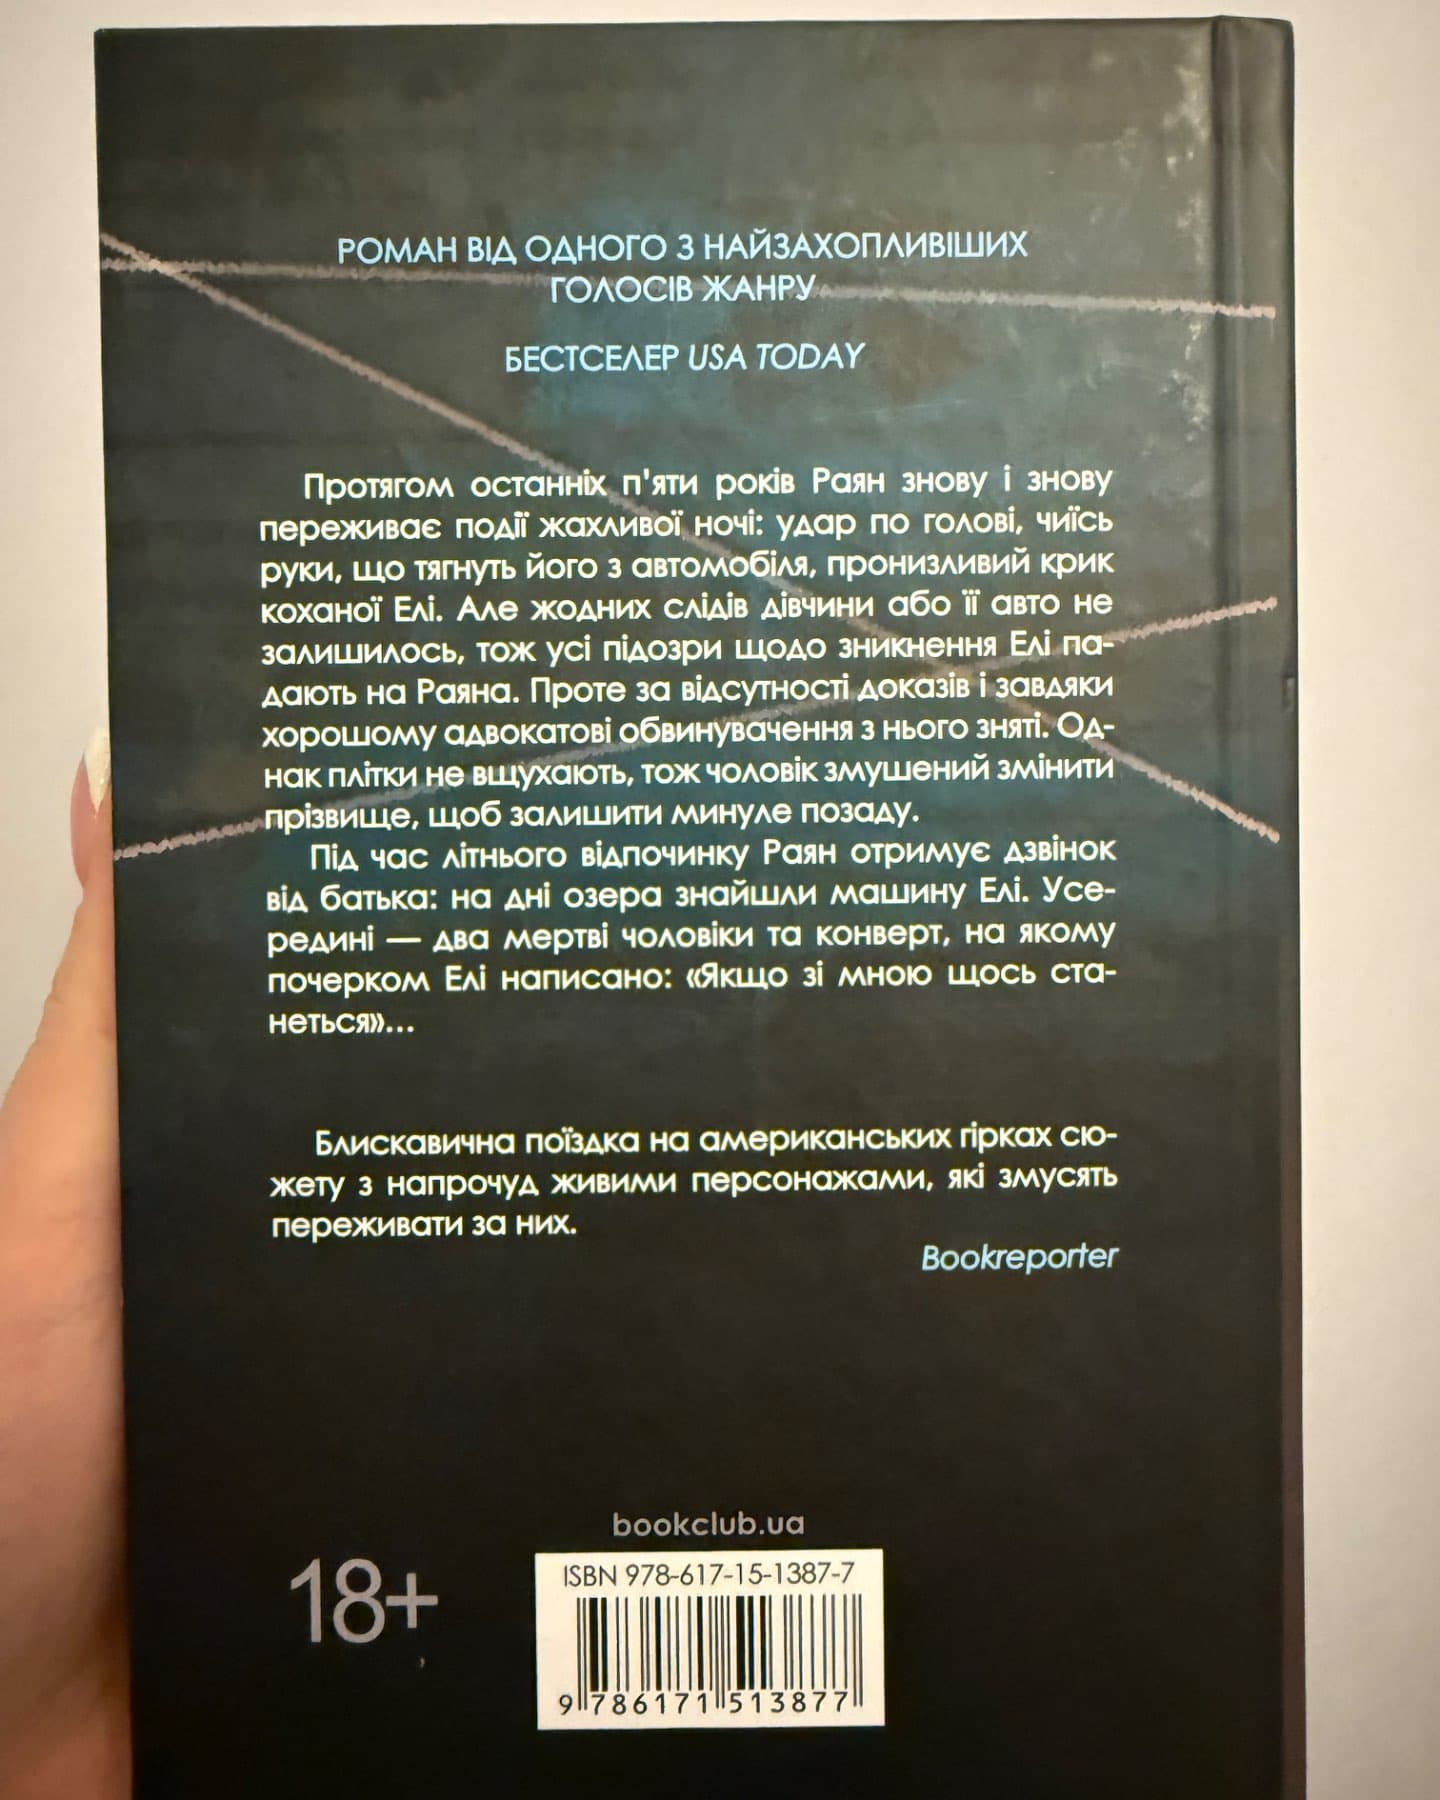 РОМАН ВІД ОДНОГО З НАЙЗАХОПЛИВІШИХ
ГОЛОСІВ ЖАНРУ
БЕСТСЕЛЕР USA TODAY
Протягом останніх п'яти років Раян знову і знову
переживає події жахливої ночі: удар по голові, чиїсь
руки, що тягнуть його з автомобіля, пронизливий крик
коханої Елі. Але жодних слідів дівчини або її авто не
залишилось, тож усі підозри щодо зникнення Елі па-
дають на Раяна. Проте за відсутності доказів і завдяки
хорошому адвокатові обвинувачення з нього зняті. Од-
нак плітки не вщухають, тож чоловік змушений змінити
прізвище, щоб залишити минуле позаду.
Під час літнього відпочинку Раян отримує дзвінок
від батька: на дні озера знайшли машину Елі. Усе-
редині — два мертві чоловіки та конверт, на якому
почерком Елі написано: «Якщо зі мною щось ста-
неться»...
Блискавична поїздка на американських гірках сю-
жету з напрочуд живими персонажами, які змусять
переживати за них.
Bookreporter
bookclub.ua
18+
ISBN 978-617-15-1387-7
9 786171 513877